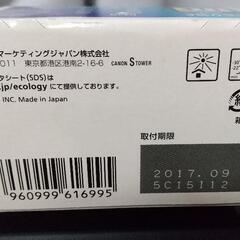 マーケティングジャパン株式会社
011 東京都港区港南2-16-6 CANON S TOWER
タシート(SDS)は
.jp/ecology にて提供しています。
INC, Made in Japan
取付期限
2017.09
5C15112
960999 616995